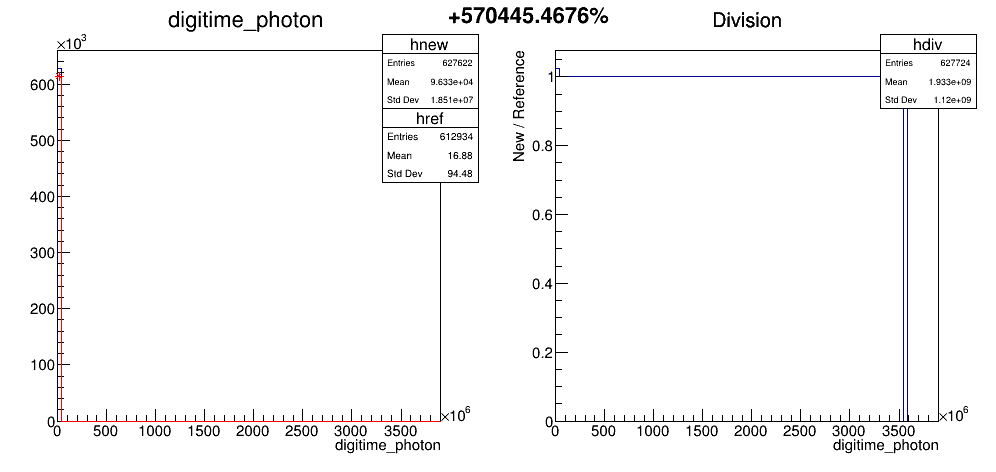 +570445.4676%
digitime_photon
×10³
600
500
400
300
200
100
0
0 500 1000 1500 2000 2500 3000 3500
×10⁶
digitime_photon
hnew
Entries 627622
Mean 9.633e+04
Std Dev 1.851e+07
href
Entries 612934
Mean 16.88
Std Dev 94.48
Division
New / Reference
1
0.8
0.6
0.4
0.2
0
0 500 1000 1500 2000 2500 3000 3500
×10⁶
digitime_photon
hdiv
Entries 627724
Mean 1.933e+09
Std Dev 1.12e+09